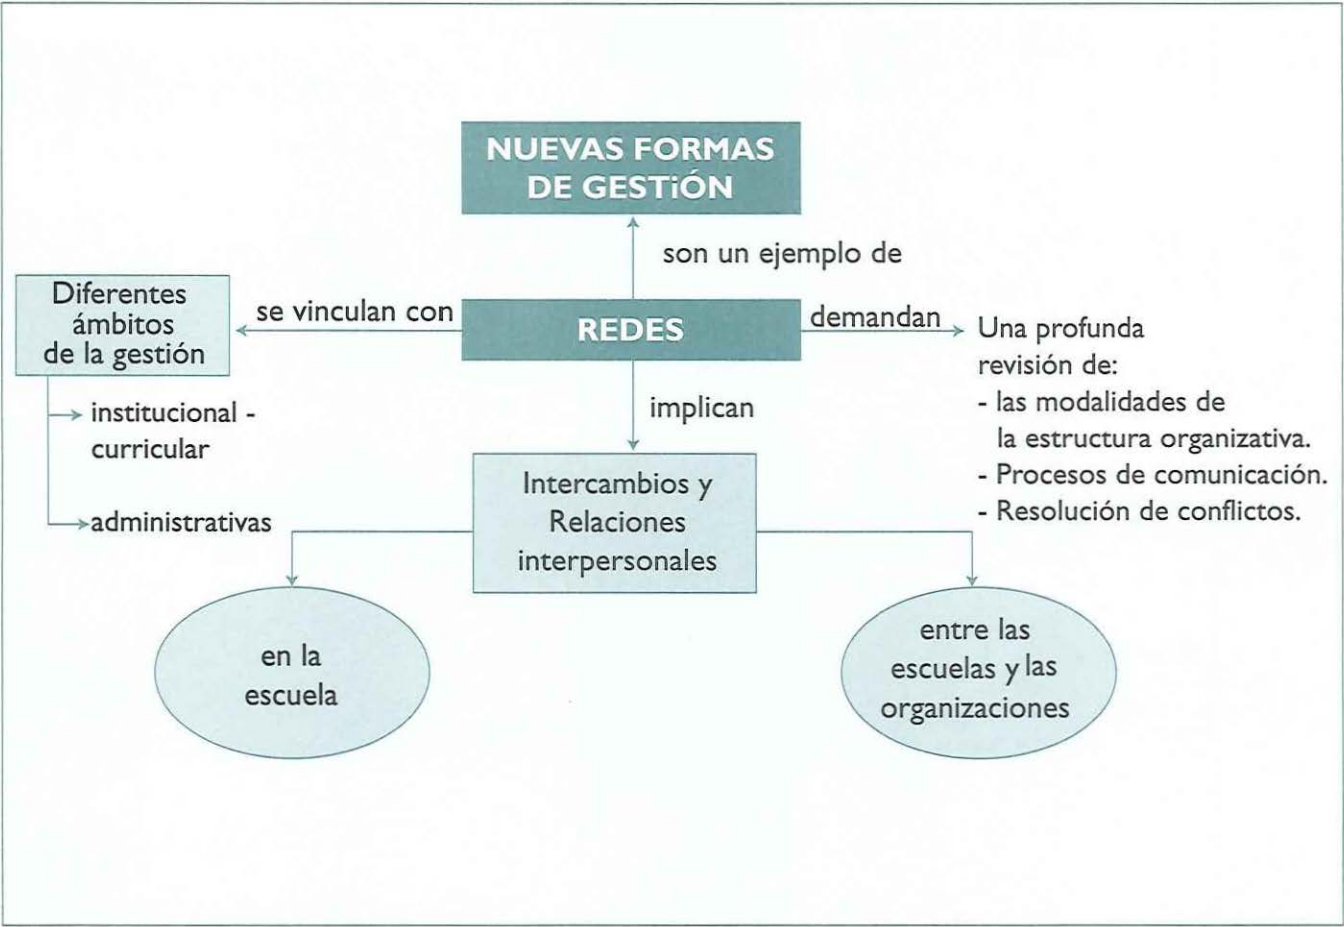 NUEVAS FORMAS
DE GESTiÓN
son un ejemplo de
Diferentes
ámbitos
de la gestión
se vinculan con
REDES
demandan
Una profunda
revisión de:
- las modalidades de
la estructura organizativa.
- Procesos de comunicación.
- Resolución de conflictos.
institucional -
curricular
administrativas
implican
Intercambios y
Relaciones
interpersonales
en la
escuela
entre las
escuelas y las
organizaciones